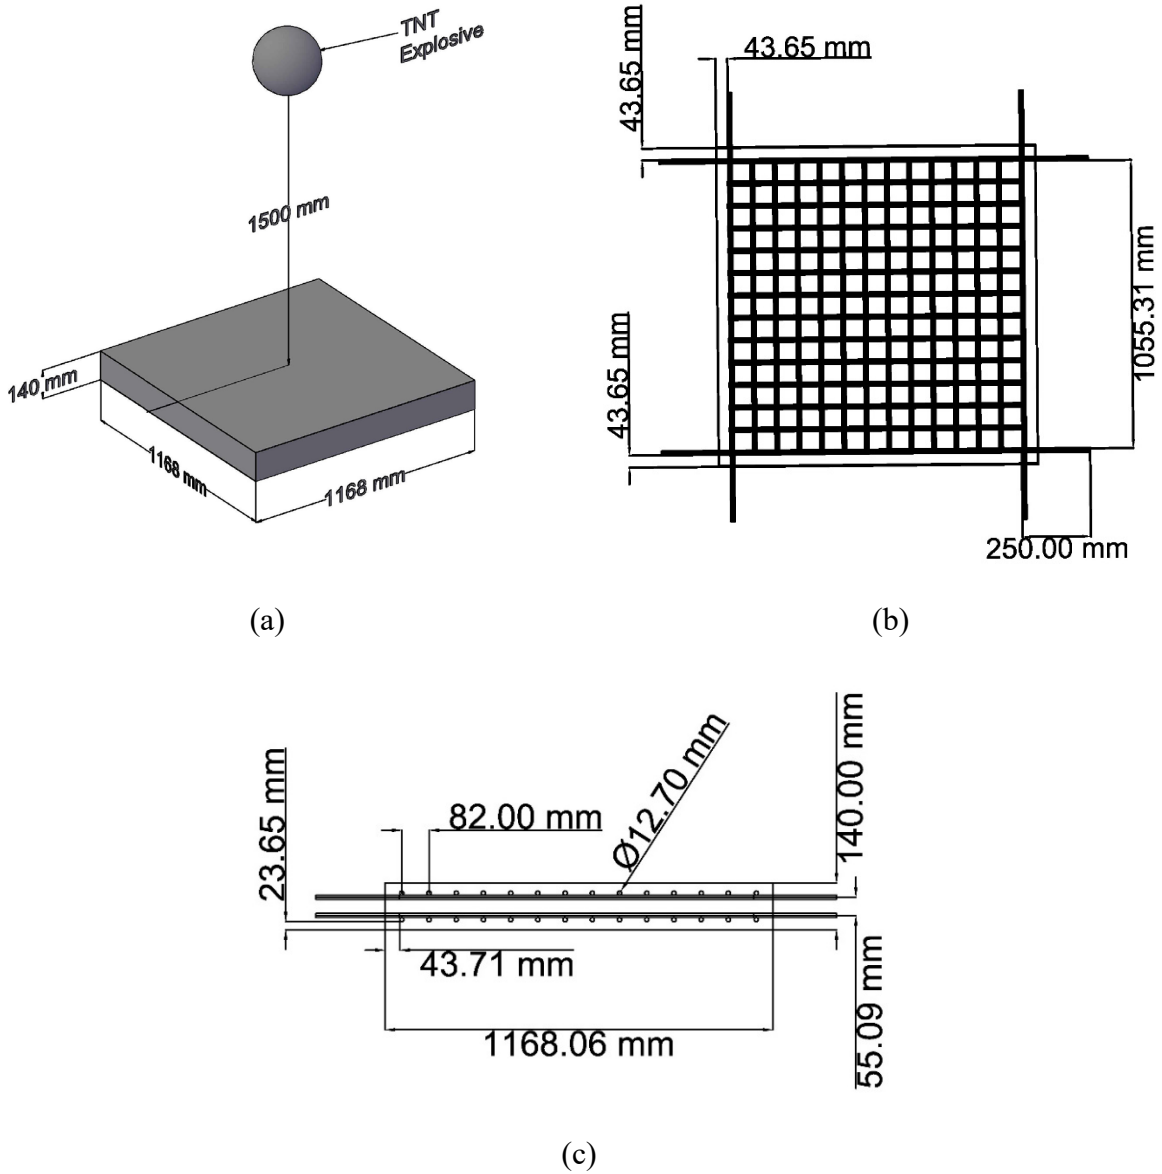 TNT
Explosive
1500 mm
140 mm
1168 mm
1168 mm
(a)
43.65 mm
43.65 mm
1055.31 mm
43.65 mm
250.00 mm
(b)
23.65 mm
82.00 mm
Ø12.70 mm
140.00 mm
43.71 mm
1168.06 mm
55.09 mm
(c)